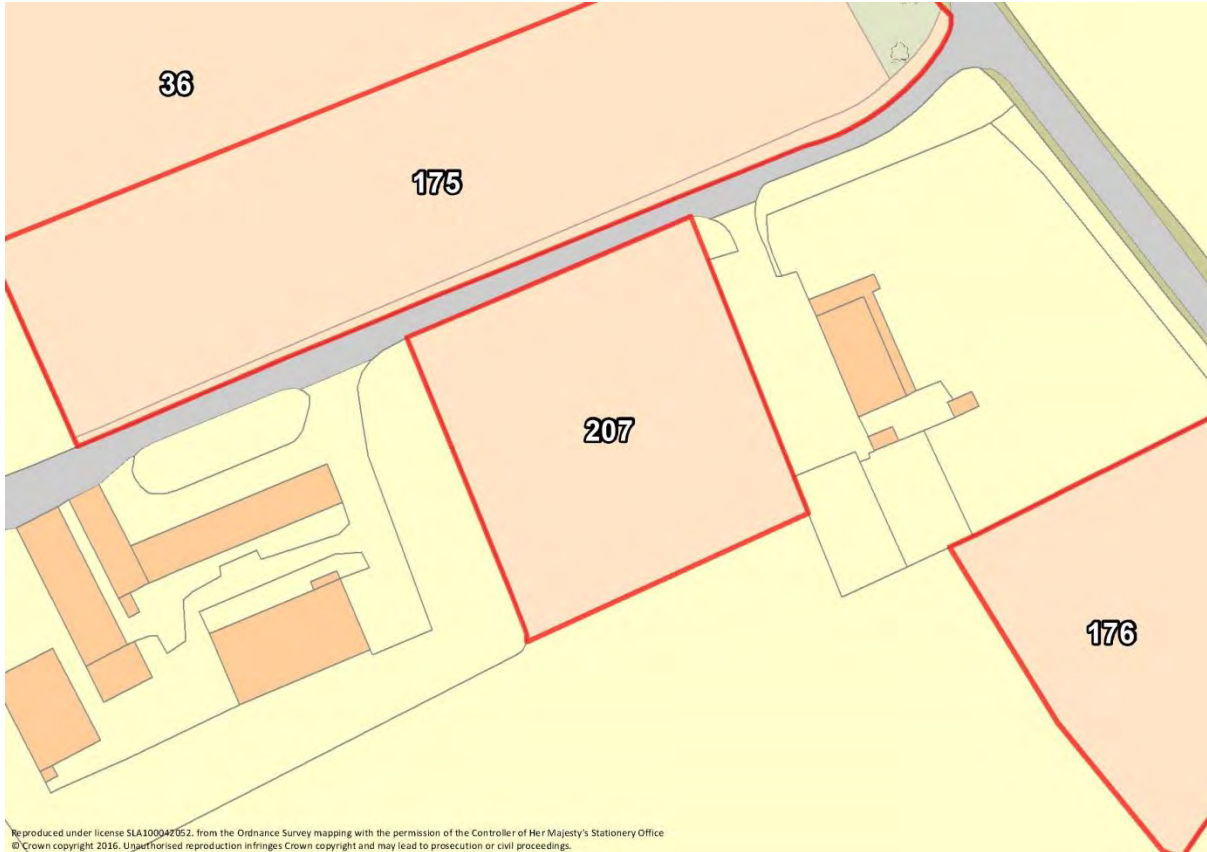 36
175
207
176
Reproduced under license SLA100042052. from the Ordnance Survey mapping with the permission of the Controller of Her Majesty's Stationery Office
© Crown copyright 2016. Unauthorised reproduction infringes Crown copyright and may lead to prosecution or civil proceedings.